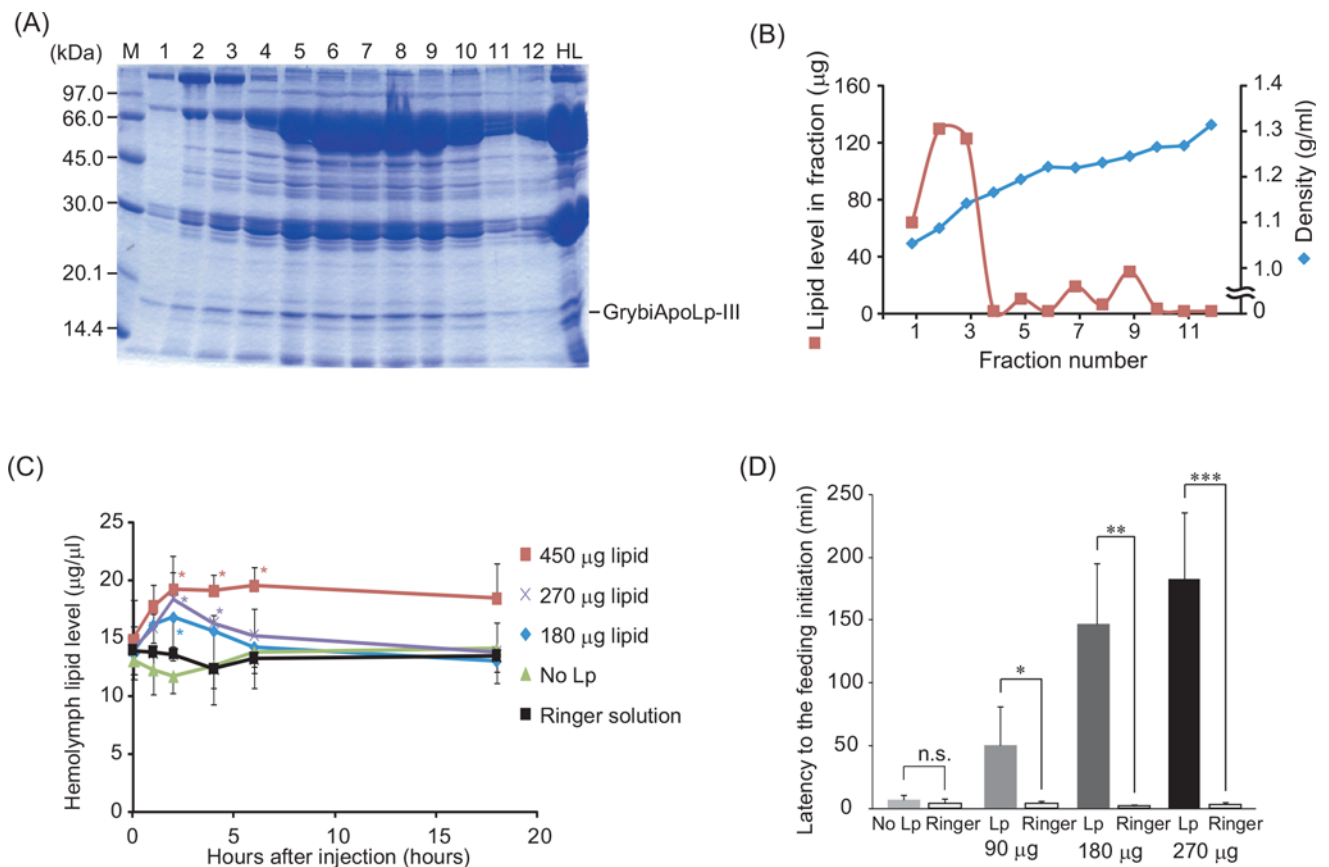 (A)
(kDa) M 1 2 3 4 5 6 7 8 9 10 11 12 HL
97.0
66.0
45.0
30.0
20.1
14.4
GrybiApoLp-III
(B)
Lipid level in fraction (μg)
160
120
80
40
0
1.4
1.3
1.2
1.1
1.0
0
Density (g/ml)
1 3 5 7 9 11
Fraction number
(C)
Hemolymph lipid level (μg/μl)
25
20
15
10
5
0
* * *
* *
*
0 5 10 15 20
Hours after injection (hours)
450 μg lipid
270 μg lipid
180 μg lipid
No Lp
Ringer solution
(D)
Latency to the feeding initiation (min)
250
200
150
100
50
0
n.s.
*
**
***
No Lp Ringer Lp Ringer Lp Ringer Lp Ringer
90 μg 180 μg 270 μg